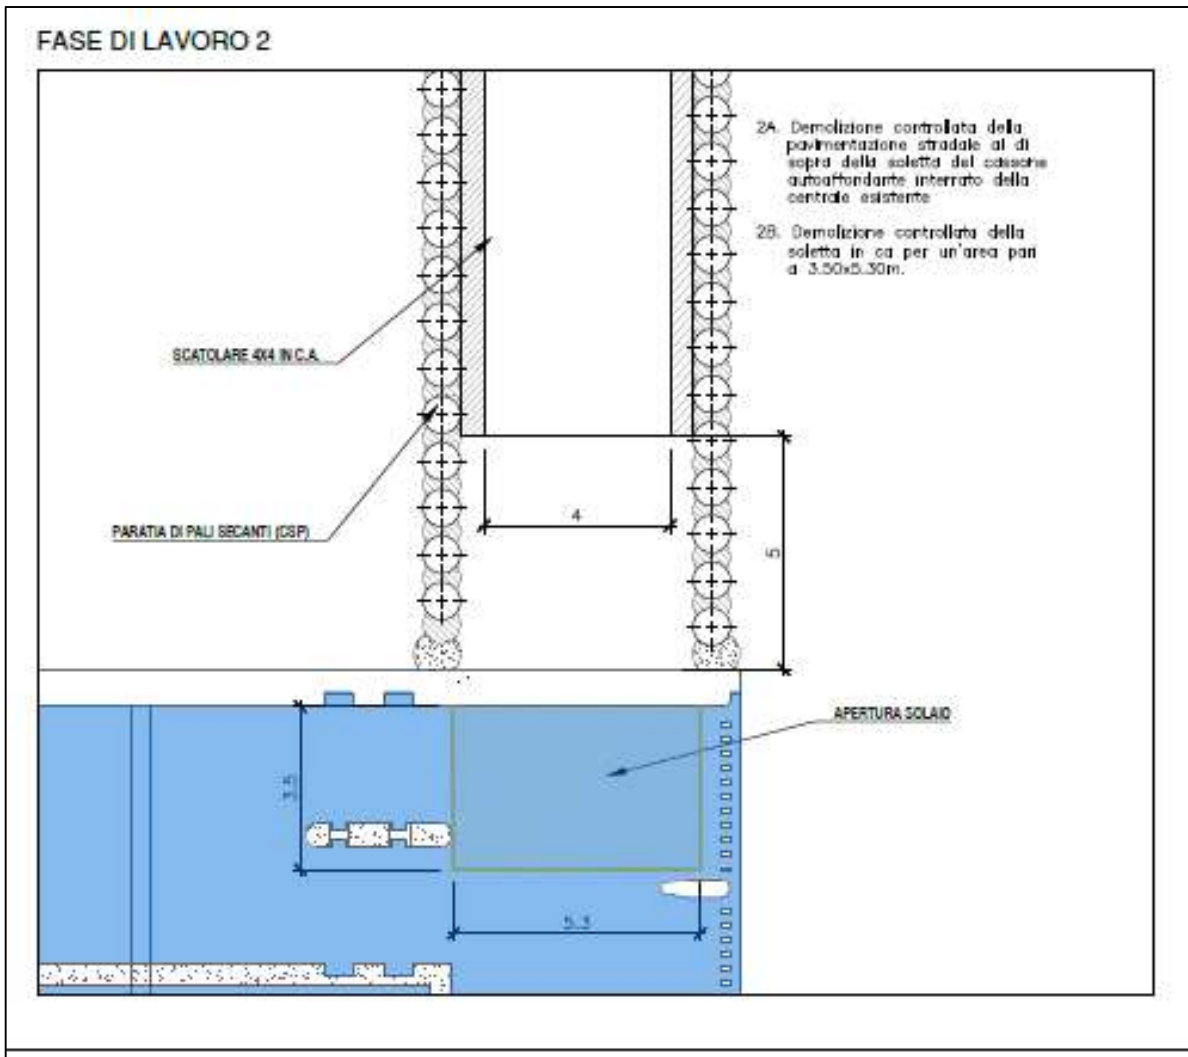 FASE DI LAVORO 2
2A. Demolizione controllata della
pavimentazione stradale al di
sopra della soletta del cassone
autoaffondante interrato della
centrale esistente
2B. Demolizione controllata della
soletta in ca per un'area pari
a 3.50x5.30m.
SCATOLARE 4X4 IN C.A.
PARATIA DI PALI SECANTI (CSP)
4
5
APERTURA SOLAIO
3.5
5.3